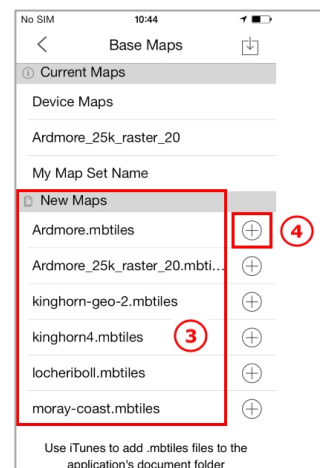 No SIM 10:44
Base Maps
Current Maps
Device Maps
Ardmore_25k_raster_20
My Map Set Name
New Maps
Ardmore.mbtiles
4
Ardmore_25k_raster_20.mbti...
kinghorn-geo-2.mbtiles
kinghorn4.mbtiles
3
locheriboll.mbtiles
moray-coast.mbtiles
Use iTunes to add .mbtiles files to the
application's document folder